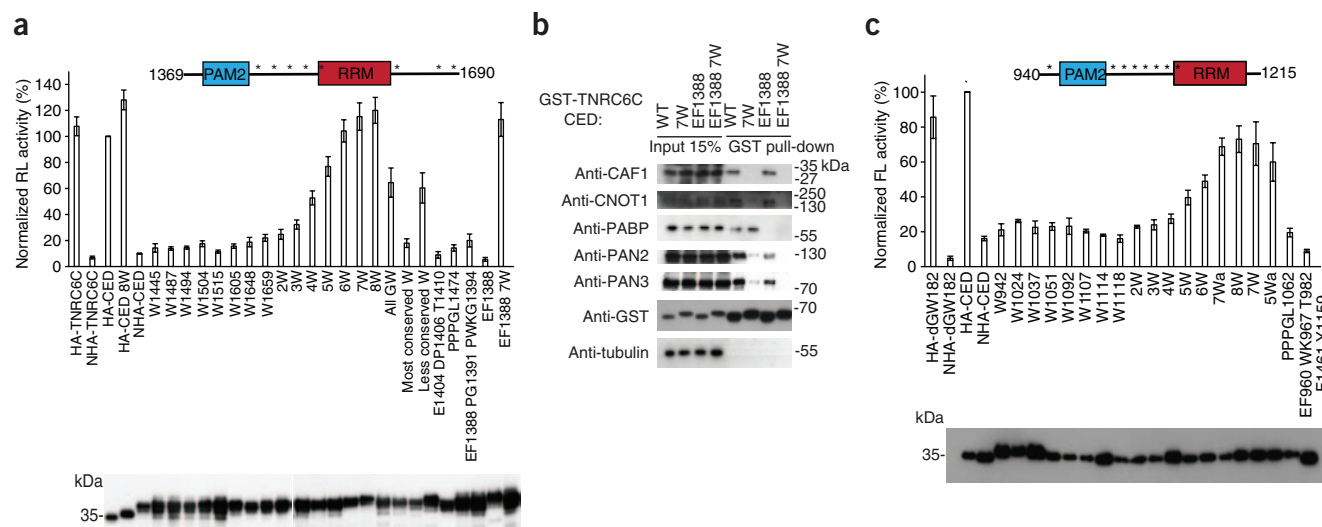 a
Normalized RL activity (%)
140
120
100
80
60
40
20
0
1369
PAM2
* * * * * * * *
RRM
1690
HA-TNRC6C
NHA-TNRC6C
HA-CED
HA-CED 8W
NHA-CED
W1445
W1487
W1494
W1504
W1515
W1605
W1648
W1659
2W
3W
4W
5W
6W
7W
8W
All GW
Most conserved W
Less conserved W
E1404 DP1406 T1410
PPPGL1474
EF1388 PG1391 PWKG1394
EF1388
EF1388 7W
kDa
35-
b
GST-TNRC6C
CED:
WT
7W
EF1388
EF1388 7W
WT
7W
EF1388
EF1388 7W
Input 15%
GST pull-down
Anti-CAF1
-35 kDa
-27
Anti-CNOT1
-250
-130
Anti-PABP
-55
Anti-PAN2
-130
Anti-PAN3
-70
Anti-GST
-70
Anti-tubulin
-55
c
Normalized FL activity (%)
100
80
60
40
20
0
940
*
PAM2
* * * * * * *
RRM
1215
HA-dGW182
NHA-dGW182
HA-CED
NHA-CED
W942
W1024
W1037
W1051
W1092
W1107
W1114
W1118
2W
3W
4W
5W
6W
7Wa
8W
7W
5Wa
PPPGL1062
EF960 WK967 T982
kDa
35-